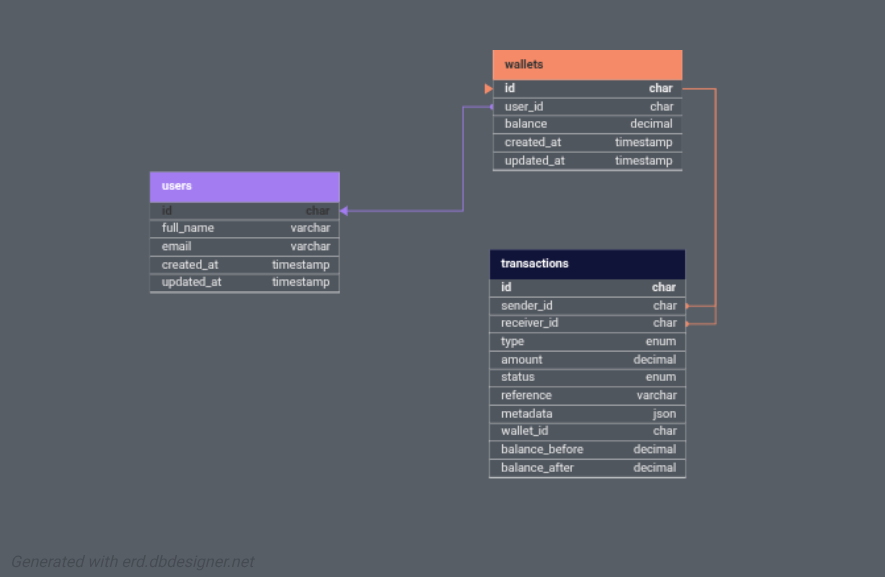 wallets
id char
user_id char
balance decimal
created_at timestamp
updated_at timestamp
users
id char
full_name varchar
email varchar
created_at timestamp
updated_at timestamp
transactions
id char
sender_id char
receiver_id char
type enum
amount decimal
status enum
reference varchar
metadata json
wallet_id char
balance_before decimal
balance_after decimal
Generated with erd.dbdesigner.net